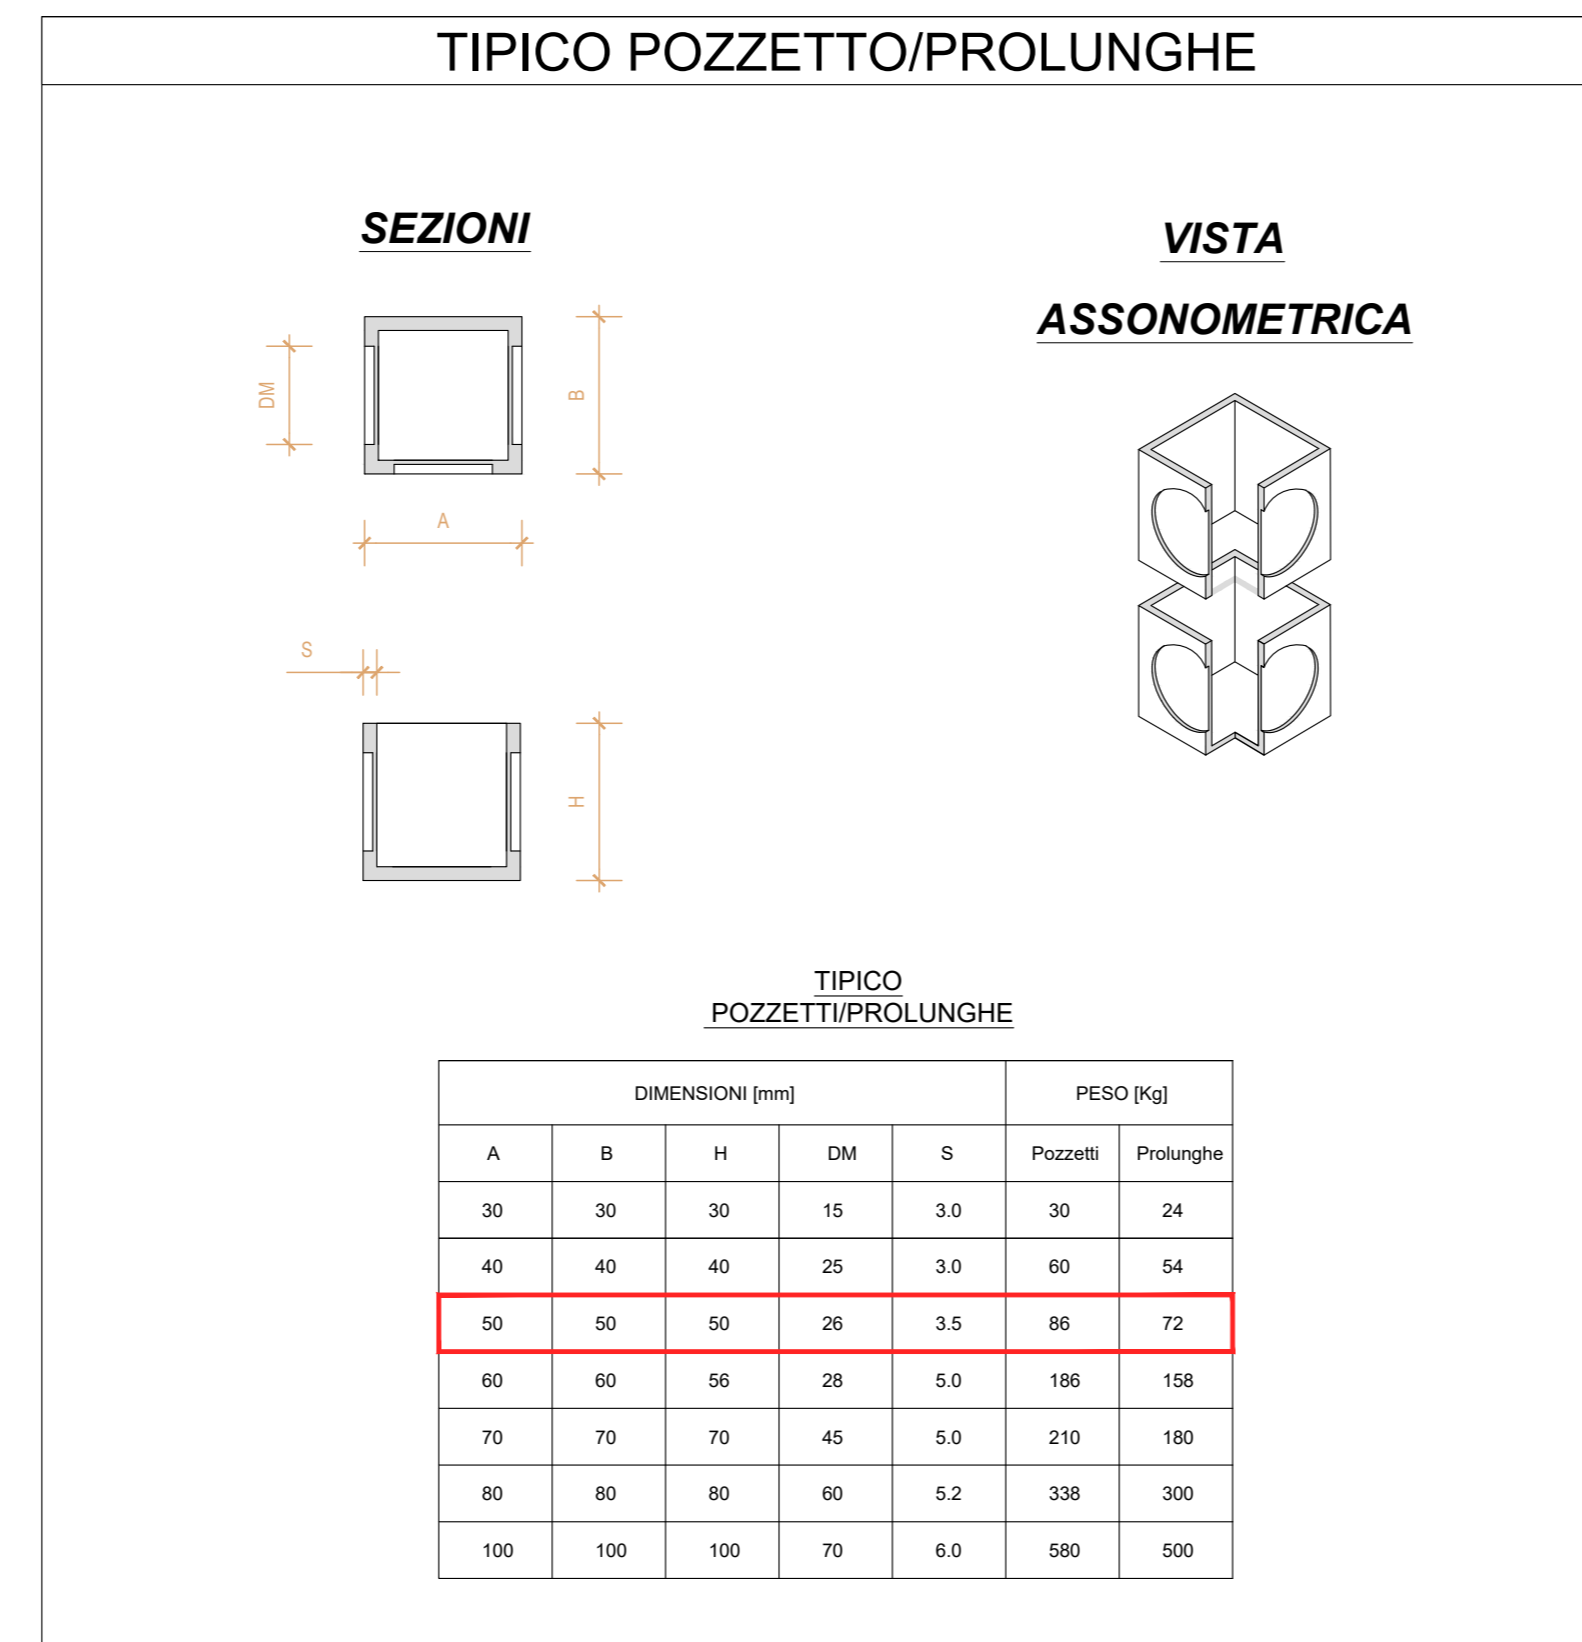 TIPICO POZZETTO/PROLUNGHE
SEZIONI
VISTA
ASSONOMETRICA
DM
B
A
S
H
TIPICO
POZZETTI/PROLUNGHE
DIMENSIONI [mm] PESO [Kg]
A B H DM S Pozzetti Prolunghe
30 30 30 15 3.0 30 24
40 40 40 25 3.0 60 54
50 50 50 26 3.5 86 72
60 60 56 28 5.0 186 158
70 70 70 45 5.0 210 180
80 80 80 60 5.2 338 300
100 100 100 70 6.0 580 500